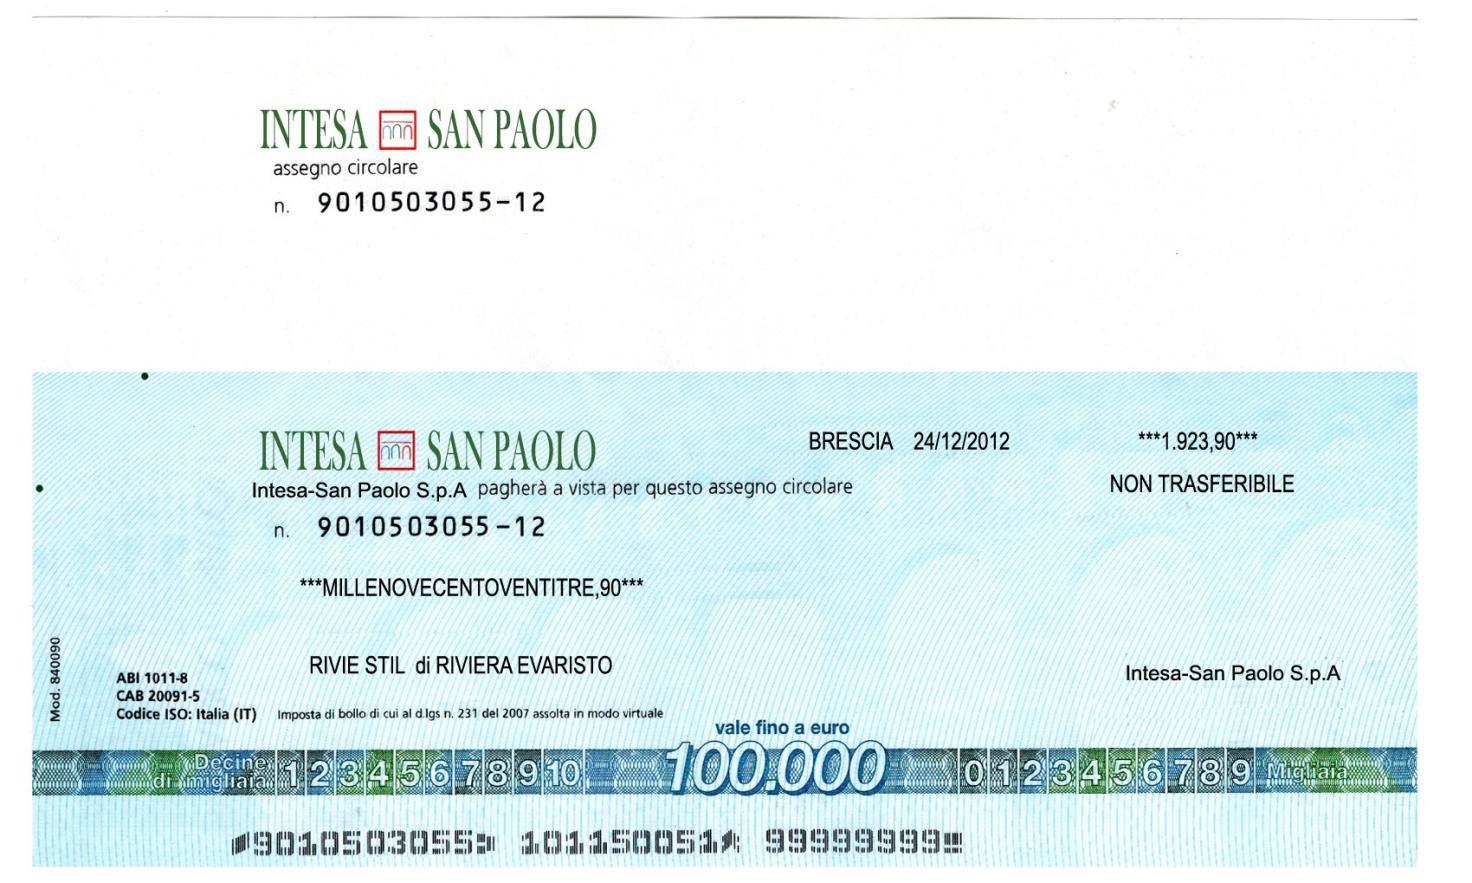 INTESA SAN PAOLO
assegno circolare
n. 9010503055-12
INTESA SAN PAOLO
BRESCIA 24/12/2012 ***1.923,90***
Intesa-San Paolo S.p.A pagherà a vista per questo assegno circolare
NON TRASFERIBILE
n. 9010503055-12
***MILLENOVECENTOVENTITRE,90***
RIVIE STIL di RIVIERA EVARISTO
Intesa-San Paolo S.p.A
Mod. 840090
ABI 1011-8
CAB 20091-5
Codice ISO: Italia (IT) Imposta di bollo di cui al d.lgs n. 231 del 2007 assolta in modo virtuale
vale fino a euro
Decine di migliaia 1 2 3 4 5 6 7 8 9 10 100.000 0 1 2 3 4 5 6 7 8 9 Migliaia
9010503055 101150051 99999999